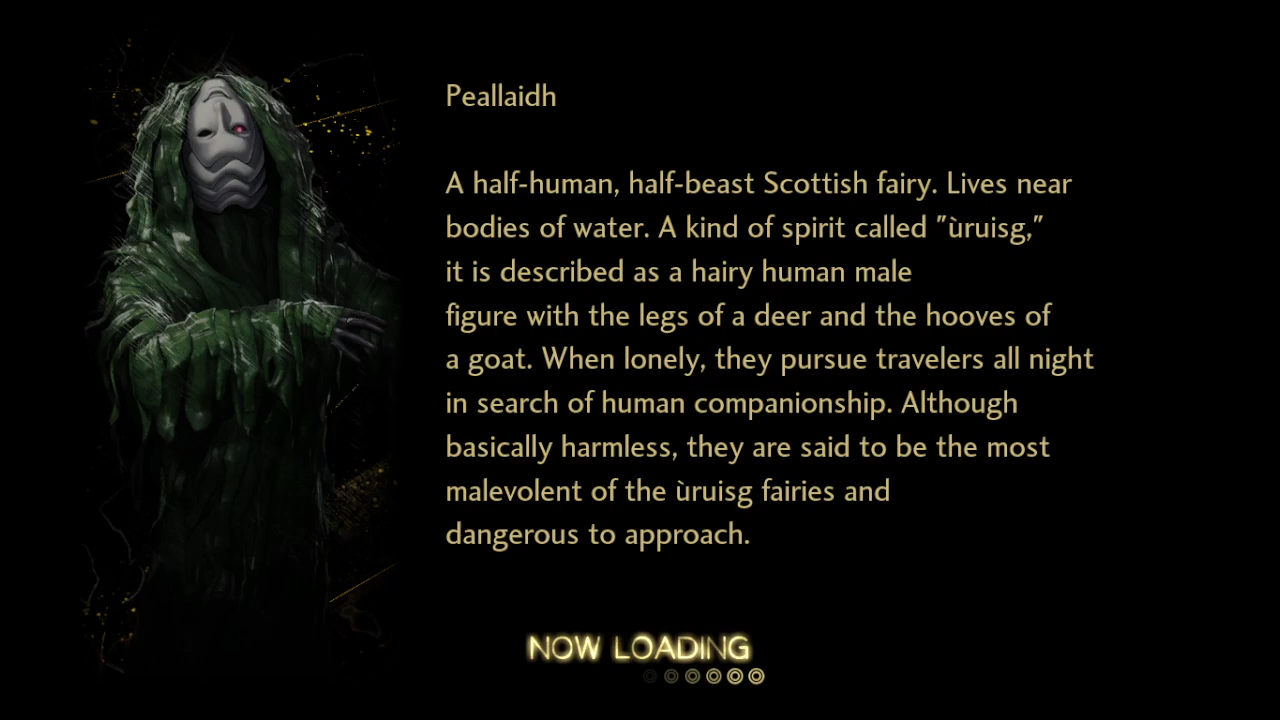 Peallaidh
A half-human, half-beast Scottish fairy. Lives near
bodies of water. A kind of spirit called "ùruisg,"
it is described as a hairy human male
figure with the legs of a deer and the hooves of
a goat. When lonely, they pursue travelers all night
in search of human companionship. Although
basically harmless, they are said to be the most
malevolent of the ùruisg fairies and
dangerous to approach.
NOW LOADING